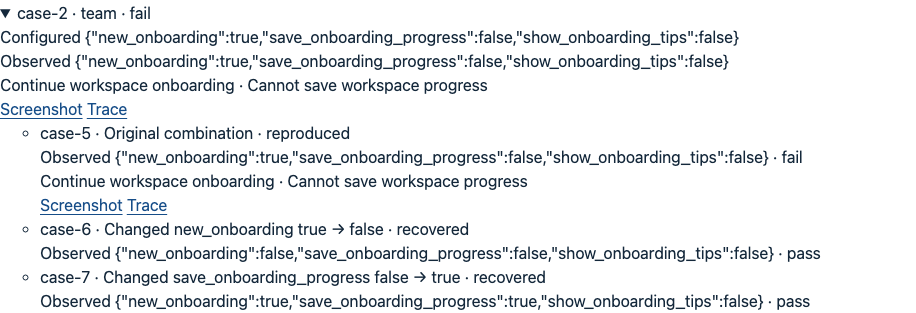 ▼ case-2 · team · fail
Configured {"new_onboarding":true,"save_onboarding_progress":false,"show_onboarding_tips":false}
Observed {"new_onboarding":true,"save_onboarding_progress":false,"show_onboarding_tips":false}
Continue workspace onboarding · Cannot save workspace progress
Screenshot Trace
◦ case-5 · Original combination · reproduced
Observed {"new_onboarding":true,"save_onboarding_progress":false,"show_onboarding_tips":false} · fail
Continue workspace onboarding · Cannot save workspace progress
Screenshot Trace
◦ case-6 · Changed new_onboarding true → false · recovered
Observed {"new_onboarding":false,"save_onboarding_progress":false,"show_onboarding_tips":false} · pass
◦ case-7 · Changed save_onboarding_progress false → true · recovered
Observed {"new_onboarding":true,"save_onboarding_progress":true,"show_onboarding_tips":false} · pass